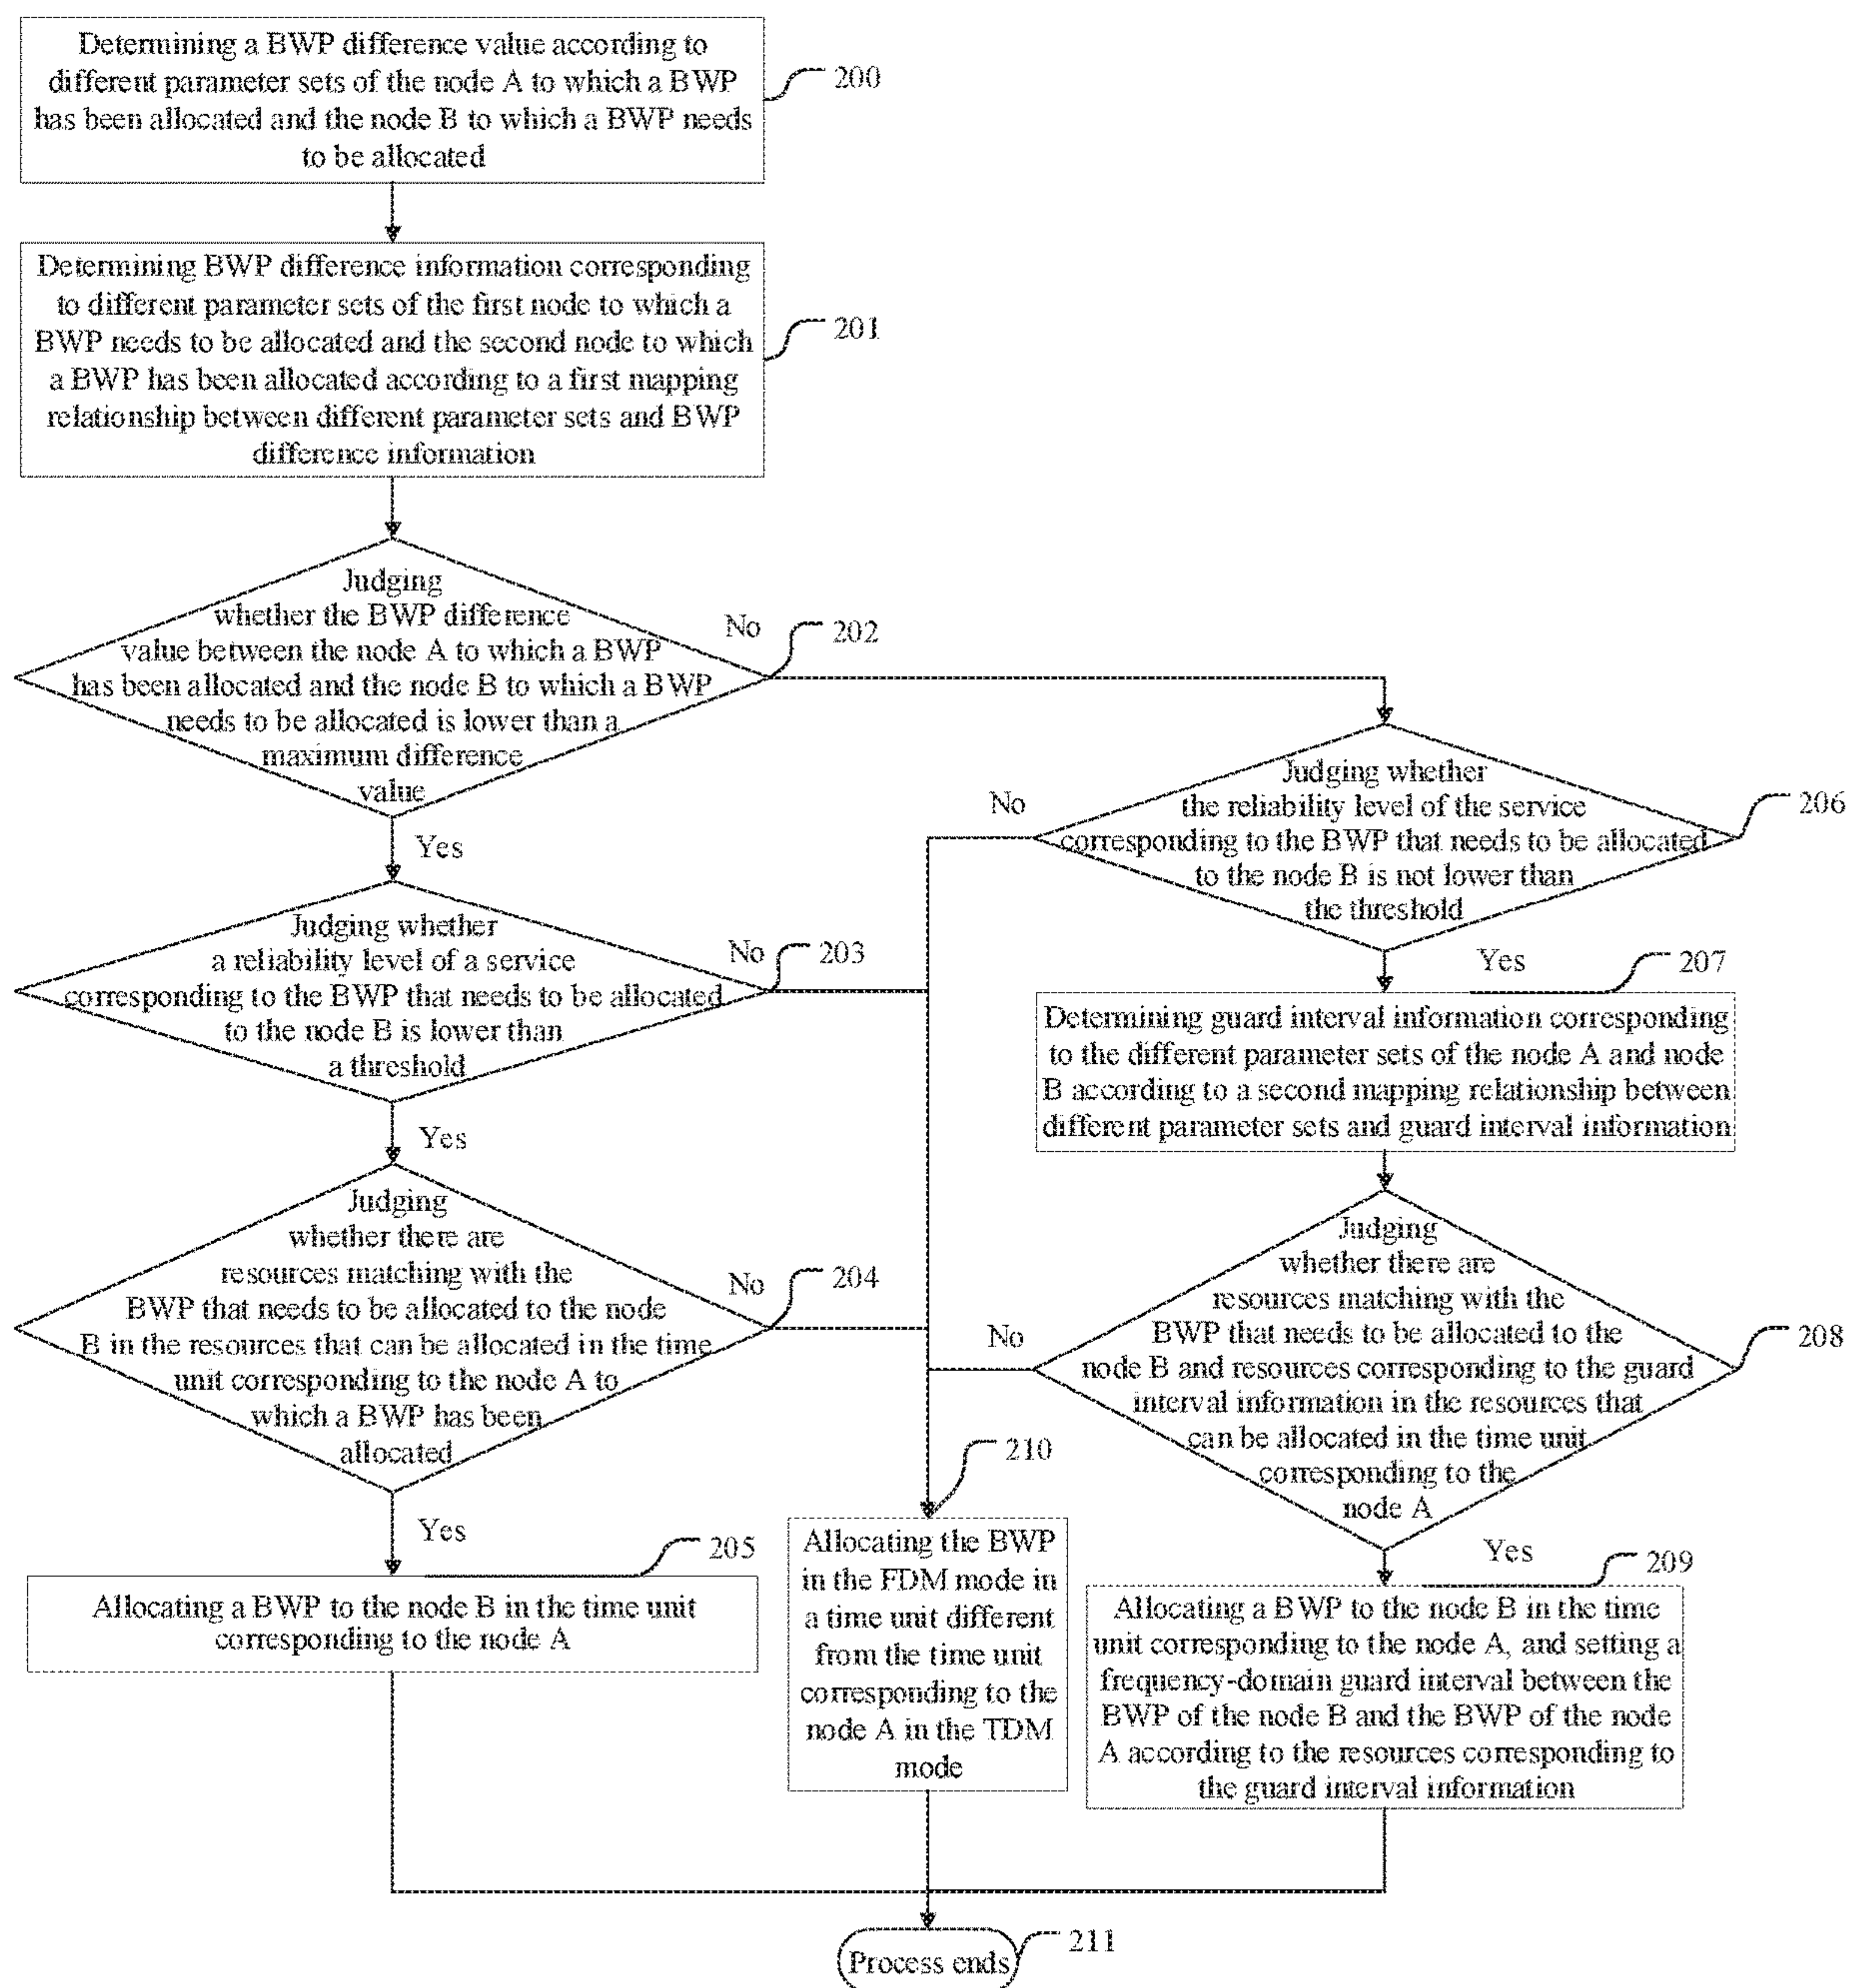 Determining a BWP difference value according to
different parameter sets of the node A to which a BWP
has been allocated and the node B to which a BWP needs
to be allocated
200
Determining BWP difference information corresponding
to different parameter sets of the first node to which a
BWP needs to be allocated and the second node to which
a BWP has been allocated according to a first mapping
relationship between different parameter sets and BWP
difference information
201
Judging
whether the BWP difference
value between the node A to which a BWP
has been allocated and the node B to which a BWP
needs to be allocated is lower than a
maximum difference
value
No
202
Yes
Judging whether
a reliability level of a service
corresponding to the BWP that needs to be allocated
to the node B is lower than
a threshold
No
203
Yes
Judging
whether there are
resources matching with the
BWP that needs to be allocated to the node
B in the resources that can be allocated in the time
unit corresponding to the node A to
which a BWP has been
allocated
No
204
Yes
205
Allocating a BWP to the node B in the time unit
corresponding to the node A
Judging whether
the reliability level of the service
corresponding to the BWP that needs to be allocated
to the node B is not lower than
the threshold
No
206
Yes
207
Determining guard interval information corresponding
to the different parameter sets of the node A and node
B according to a second mapping relationship between
different parameter sets and guard interval information
Judging
whether there are
resources matching with the
BWP that needs to be allocated to the
node B and resources corresponding to the guard
interval information in the resources that
can be allocated in the time unit
corresponding to the
node A
No
208
Yes
209
Allocating a BWP to the node B in the time
unit corresponding to the node A, and setting a
frequency-domain guard interval between the
BWP of the node B and the BWP of the node
A according to the resources corresponding to
the guard interval information
210
Allocating the BWP
in the FDM mode in
a time unit different
from the time unit
corresponding to the
node A in the TDM
mode
Process ends
211